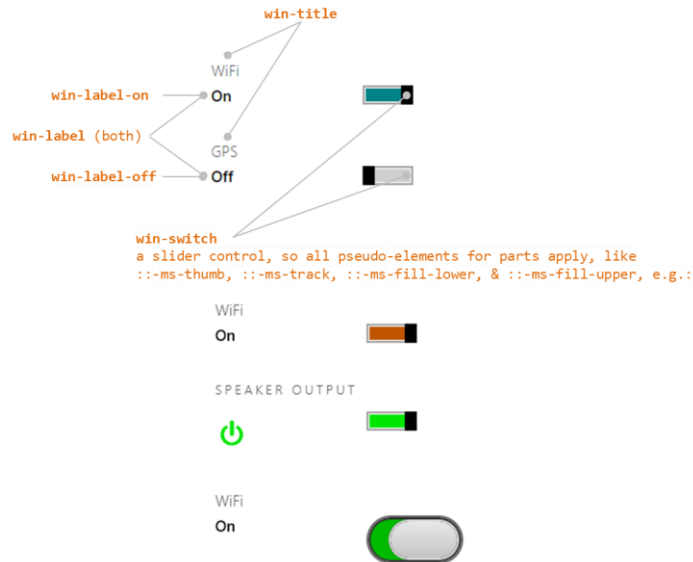 win-title
WiFi
win-label-on
On
win-label (both)
GPS
win-label-off
Off
win-switch
a slider control, so all pseudo-elements for parts apply, like
::-ms-thumb, ::-ms-track, ::-ms-fill-lower, & ::-ms-fill-upper, e.g.:
WiFi
On
SPEAKER OUTPUT
WiFi
On